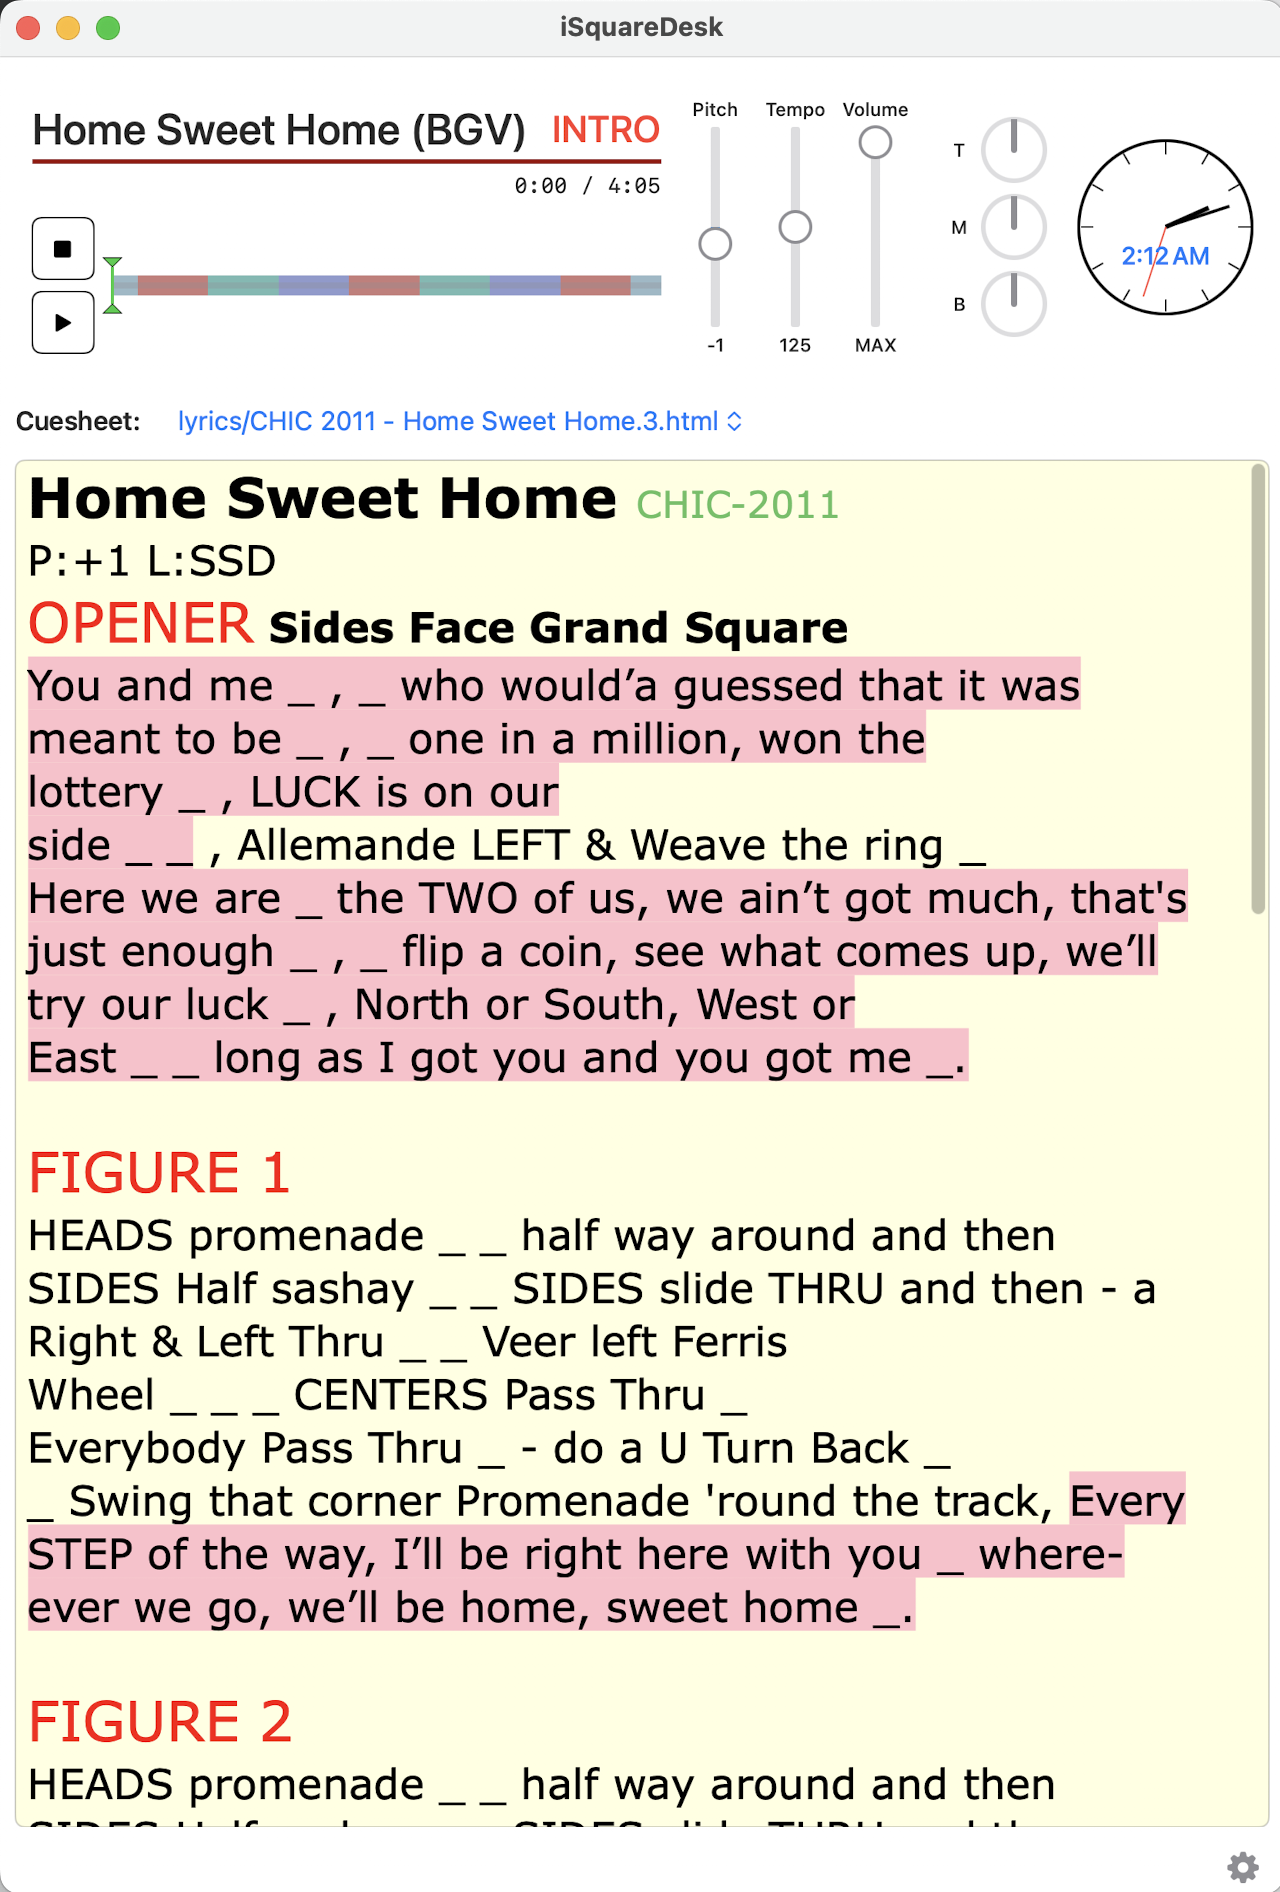 iSquareDesk
Home Sweet Home (BGV) INTRO
0:00 / 4:05
Pitch Tempo Volume
-1 125 MAX
T
M
B
2:12 AM
Cuesheet: lyrics/CHIC 2011 - Home Sweet Home.3.html
Home Sweet Home CHIC-2011
P:+1 L:SSD
OPENER Sides Face Grand Square
You and me _ , _ who would’a guessed that it was
meant to be _ , _ one in a million, won the
lottery _ , LUCK is on our
side _ _ , Allemande LEFT & Weave the ring _
Here we are _ the TWO of us, we ain’t got much, that's
just enough _ , _ flip a coin, see what comes up, we’ll
try our luck _ , North or South, West or
East _ _ long as I got you and you got me _.
FIGURE 1
HEADS promenade _ _ half way around and then
SIDES Half sashay _ _ SIDES slide THRU and then - a
Right & Left Thru _ _ Veer left Ferris
Wheel _ _ _ CENTERS Pass Thru _
Everybody Pass Thru _ - do a U Turn Back _
_ Swing that corner Promenade 'round the track, Every
STEP of the way, I’ll be right here with you _ where-
ever we go, we’ll be home, sweet home _.
FIGURE 2
HEADS promenade _ _ half way around and then